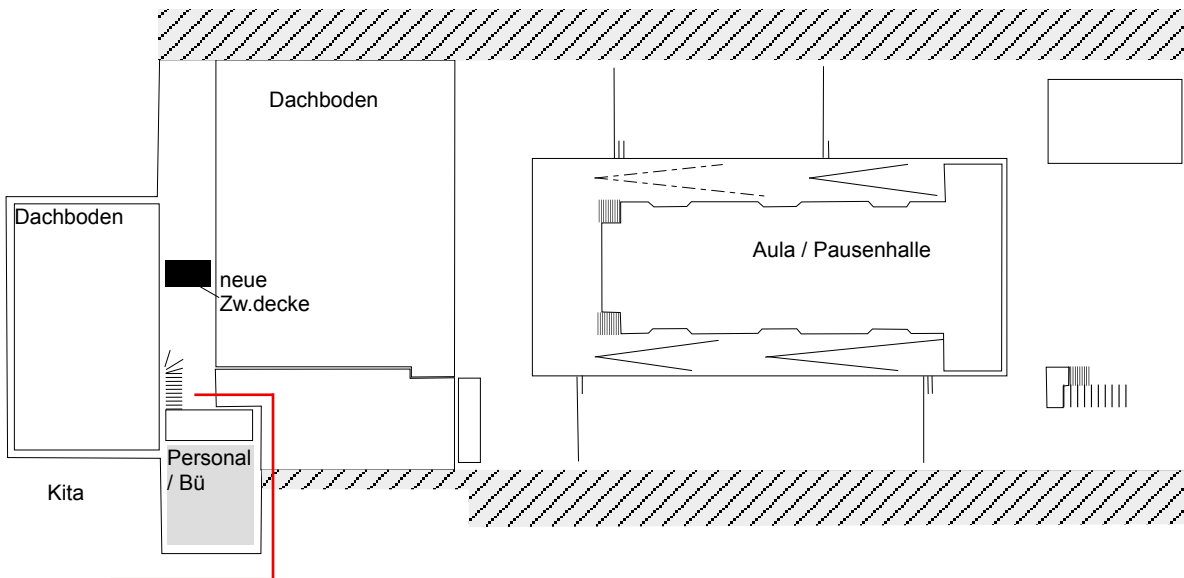 Dachboden
Dachboden
neue
Zw.decke
Aula / Pausenhalle
Personal
/ Bü
Kita